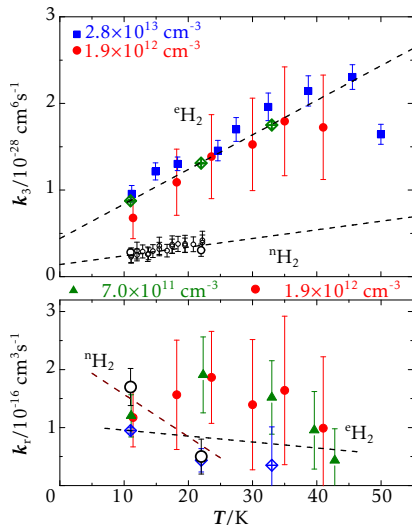 3
2.8×10¹³ cm⁻³
1.9×10¹² cm⁻³
ᵉH₂
2
1
ⁿH₂
0
k₃/10⁻²⁸ cm⁶s⁻¹
7.0×10¹¹ cm⁻³
1.9×10¹² cm⁻³
ⁿH₂
2
ᵉH₂
1
0
kᵣ/10⁻¹⁶ cm³s⁻¹
0 10 20 30 40 50
T/K